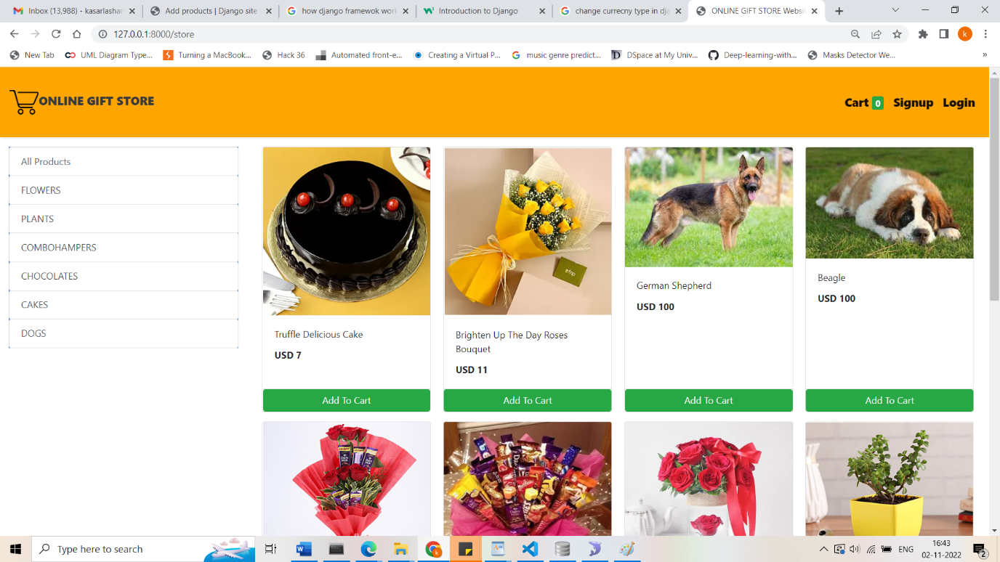 Inbox (13,988) - kasarlashar
Add products | Django site
how django framewok work
Introduction to Django
change currecny type in dja
ONLINE GIFT STORE Websi
127.0.0.1:8000/store
k
New Tab
UML Diagram Type...
Turning a MacBook...
Hack 36
Automated front-e...
Creating a Virtual P...
music genre predict...
DSpace at My Univ...
Deep-learning-with...
Masks Detector We...
»
ONLINE GIFT STORE
Cart 0 Signup Login
All Products
FLOWERS
PLANTS
COMBOHAMPERS
CHOCOLATES
CAKES
DOGS
Truffle Delicious Cake
USD 7
Add To Cart
fnp
Brighten Up The Day Roses
Bouquet
USD 11
Add To Cart
German Shepherd
USD 100
Add To Cart
Beagle
USD 100
Add To Cart
Type here to search
ENG
16:43
02-11-2022
2